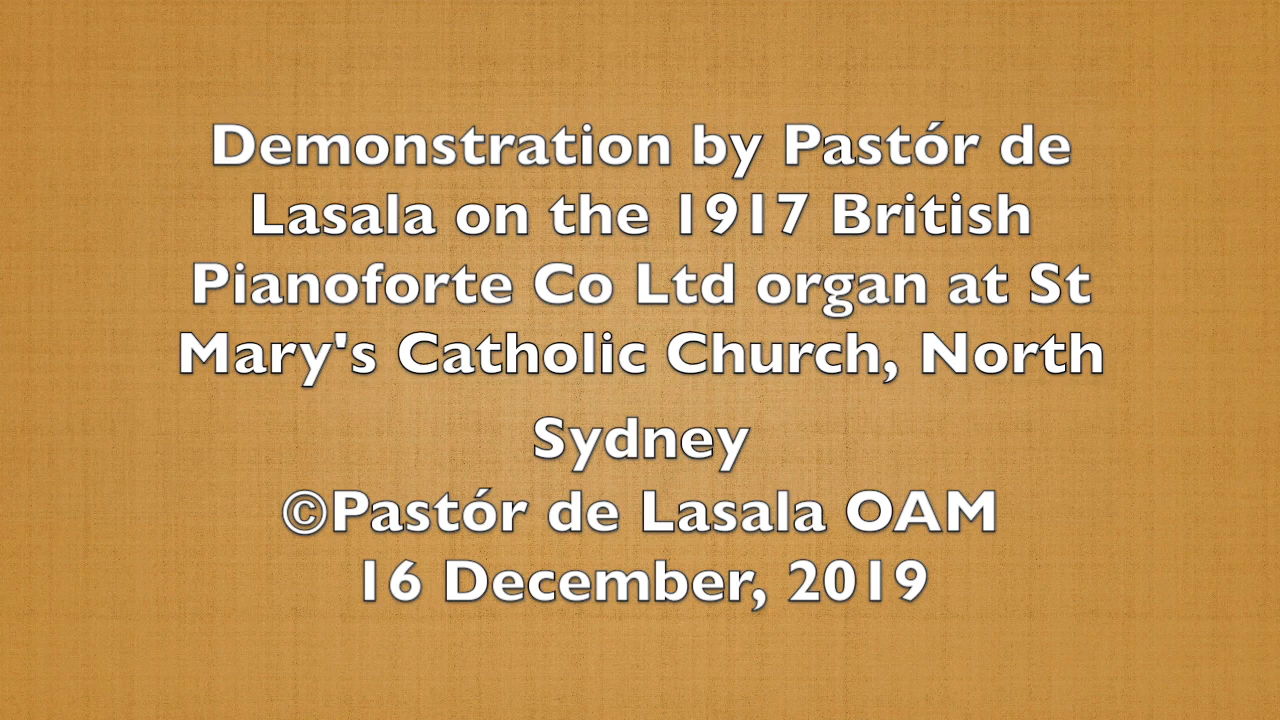 Demonstration by Pastór de
Lasala on the 1917 British
Pianoforte Co Ltd organ at St
Mary's Catholic Church, North
Sydney
©Pastór de Lasala OAM
16 December, 2019